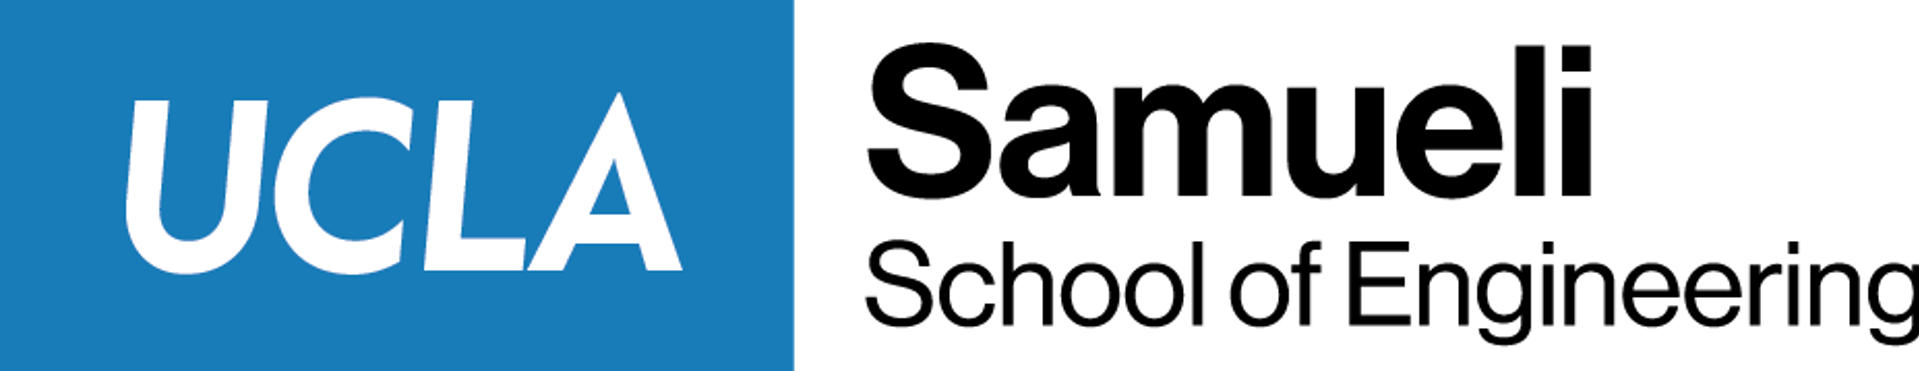 UCLA
Samueli
School of Engineering